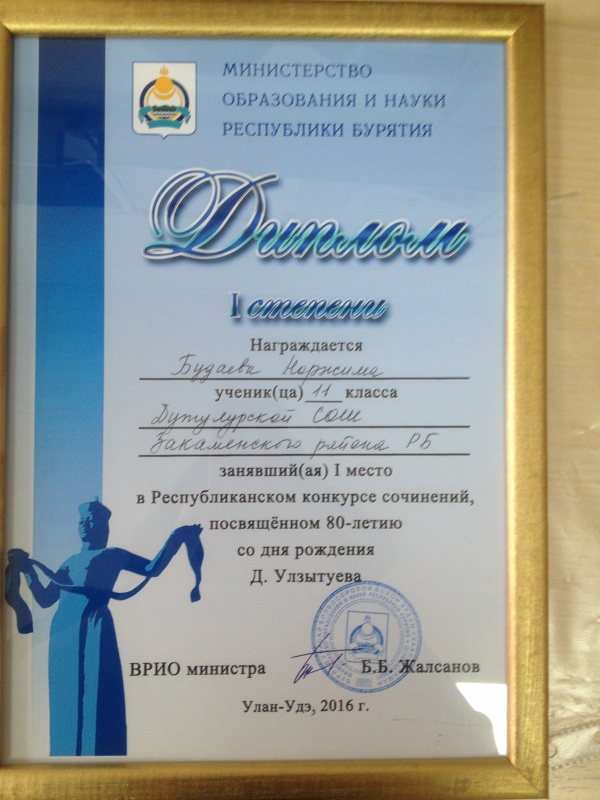 МИНИСТЕРСТВО
ОБРАЗОВАНИЯ И НАУКИ
РЕСПУБЛИКИ БУРЯТИЯ
Диплом
I степени
Награждается
Будаева Норжима
ученик(ца) 11 класса
Дутулурской СОШ
Закаменского района РБ
занявший(ая) I место
в Республиканском конкурсе сочинений,
посвящённом 80-летию
со дня рождения
Д. Улзытуева
ВРИО министра Б.Б. Жалсанов
Улан-Удэ, 2016 г.